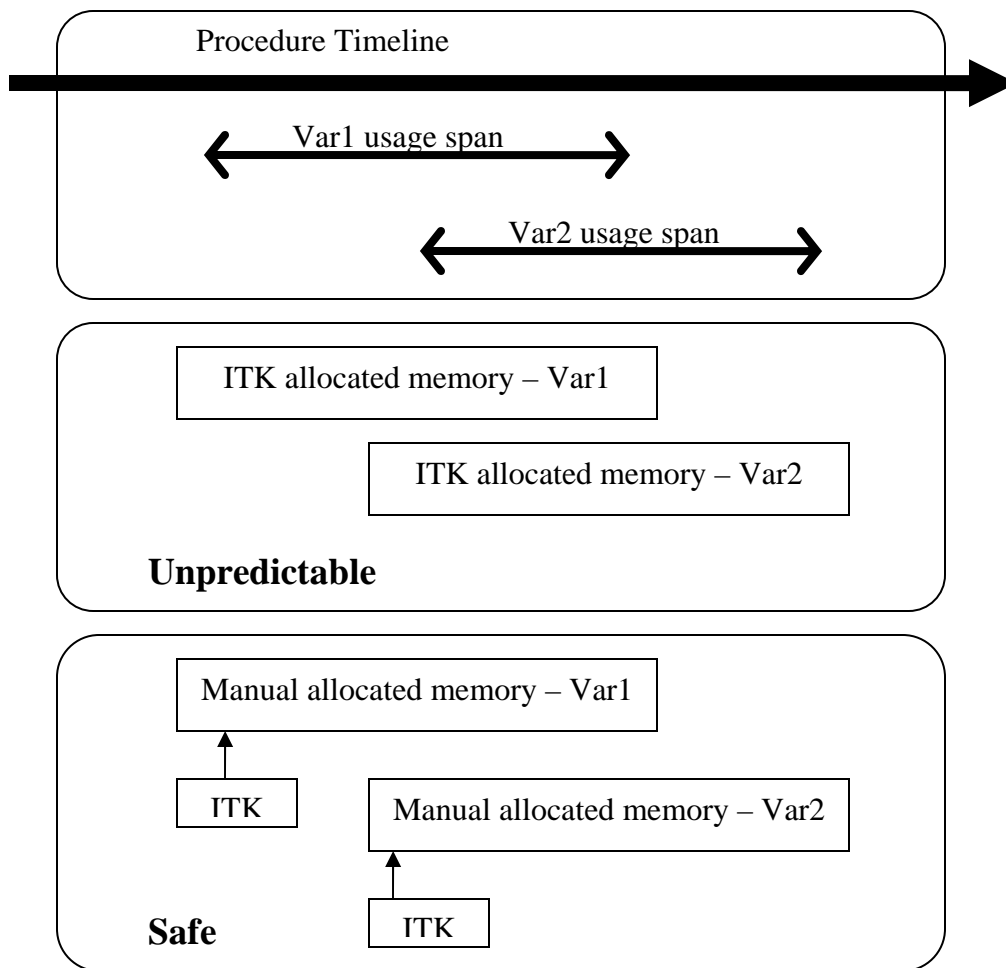 Procedure Timeline
Var1 usage span
Var2 usage span
ITK allocated memory – Var1
ITK allocated memory – Var2
Unpredictable
Manual allocated memory – Var1
ITK
Manual allocated memory – Var2
ITK
Safe